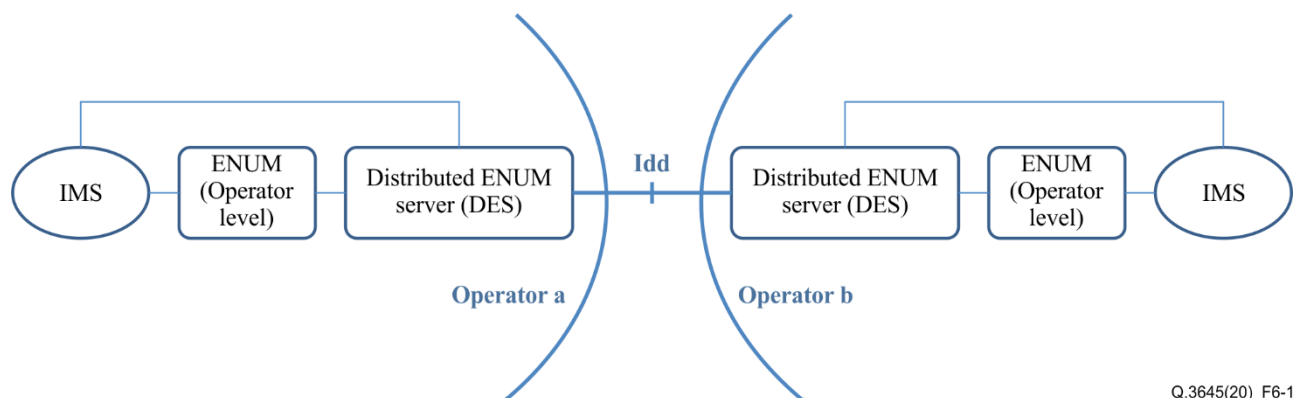 IMS
ENUM
(Operator
level)
Distributed ENUM
server (DES)
Idd
Distributed ENUM
server (DES)
ENUM
(Operator
level)
IMS
Operator a
Operator b
Q.3645(20)_F6-1